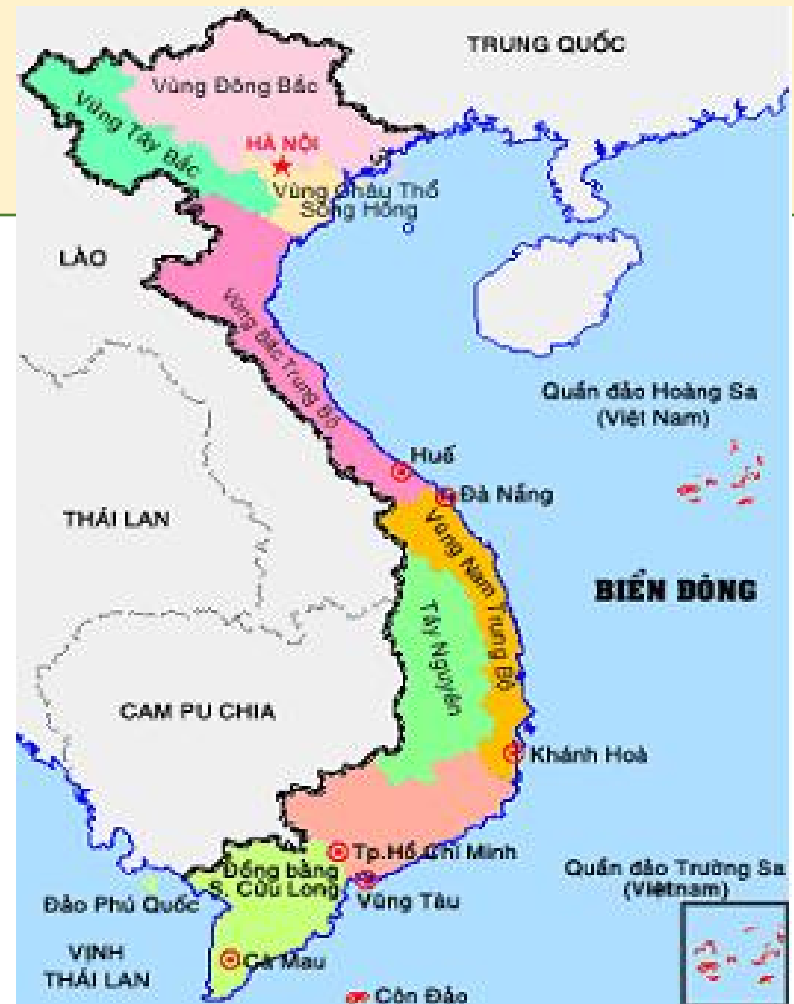 TRUNG QUỐC
Vùng Đông Bắc
Vùng Tây Bắc
HÀ NỘI
Vùng Châu Thổ
Sông Hồng
LÀO
Vùng Bắc Trung Bộ
Quần đảo Hoàng Sa
(Việt Nam)
Huế
Đà Nẵng
THÁI LAN
Vùng Nam Trung Bộ
BIỂN ĐÔNG
Tây Nguyên
CAM PU CHIA
Khánh Hoà
Tp.Hồ Chí Minh
Đồng bằng
S. Cửu Long
Quần đảo Trường Sa
(Việtnam)
Đảo Phú Quốc
Vũng Tàu
VỊNH
THÁI LAN
Cà Mau
Côn Đảo